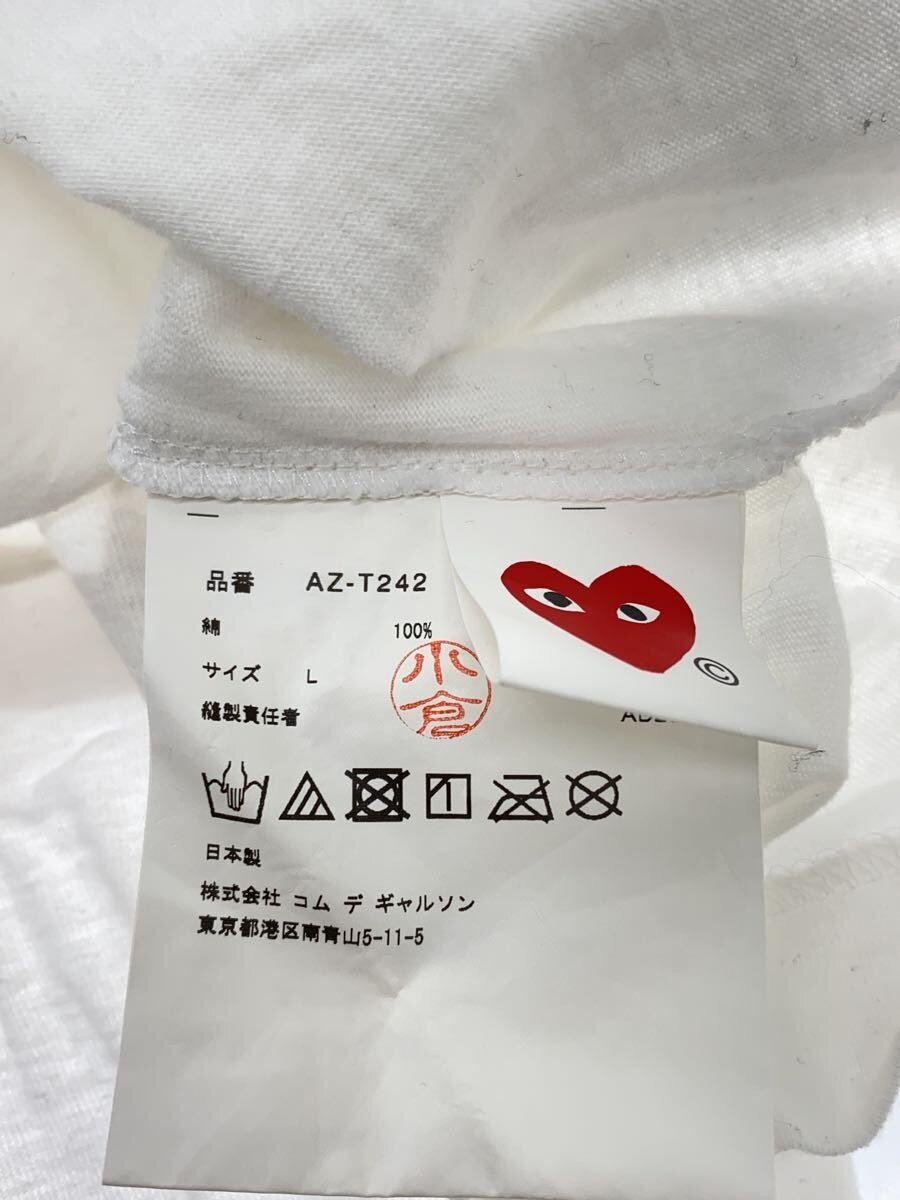 品番 AZ-T242
綿 100%
サイズ L
縫製責任者 小倉
©
日本製
株式会社 コム デ ギャルソン
東京都港区南青山5-11-5